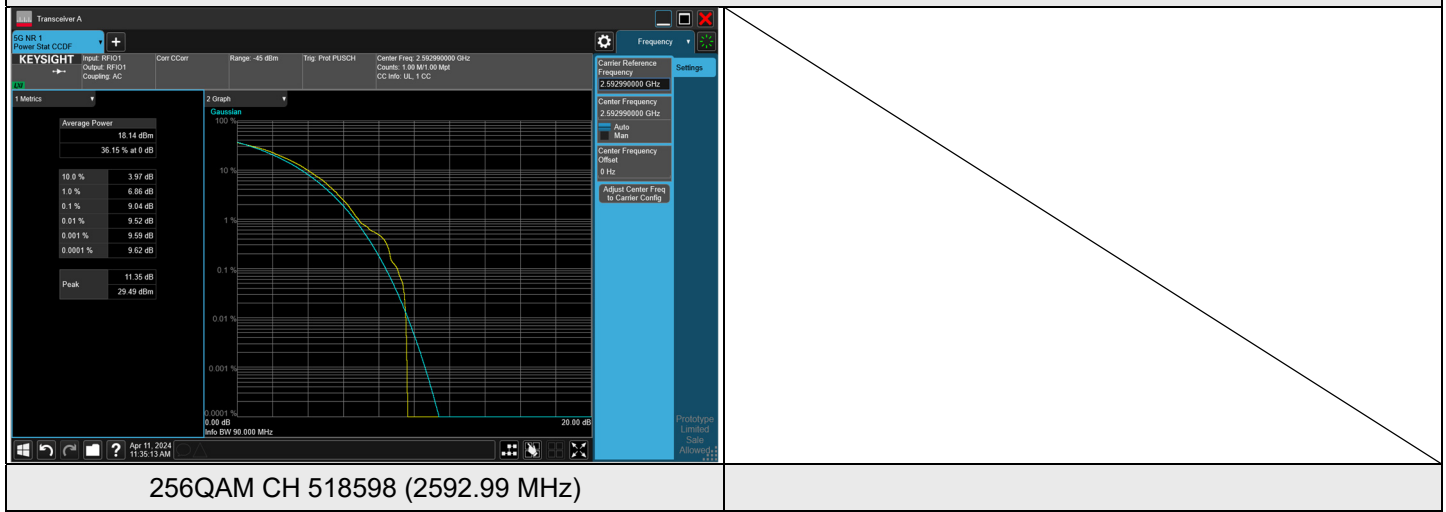 Transceiver A
5G NR 1
Power Stat CCDF
Frequency
KEYSIGHT
Input: RFIO1
Output: RFIO1
Coupling: AC
Corr CCorr
Range: -45 dBm
Trig: Prot PUSCH
Center Freq: 2.592990000 GHz
Counts: 1.00 M/1.00 Mpt
CC Info: UL, 1 CC
LW
Carrier Reference
Frequency
2.592990000 GHz
Settings
Center Frequency
2.592990000 GHz
Auto
Man
Center Frequency
Offset
0 Hz
Adjust Center Freq
to Carrier Config
1 Metrics
Average Power
18.14 dBm
36.15 % at 0 dB
10.0 % 3.97 dB
1.0 % 6.86 dB
0.1 % 9.04 dB
0.01 % 9.52 dB
0.001 % 9.59 dB
0.0001 % 9.62 dB
Peak
11.35 dB
29.49 dBm
2 Graph
Gaussian
100 %
10 %
1 %
0.1 %
0.01 %
0.001 %
0.0001 %
0.00 dB
20.00 dB
Info BW 90.000 MHz
Prototype
Limited
Sale
Allowed
?
Apr 11, 2024
11:35:13 AM
256QAM CH 518598 (2592.99 MHz)